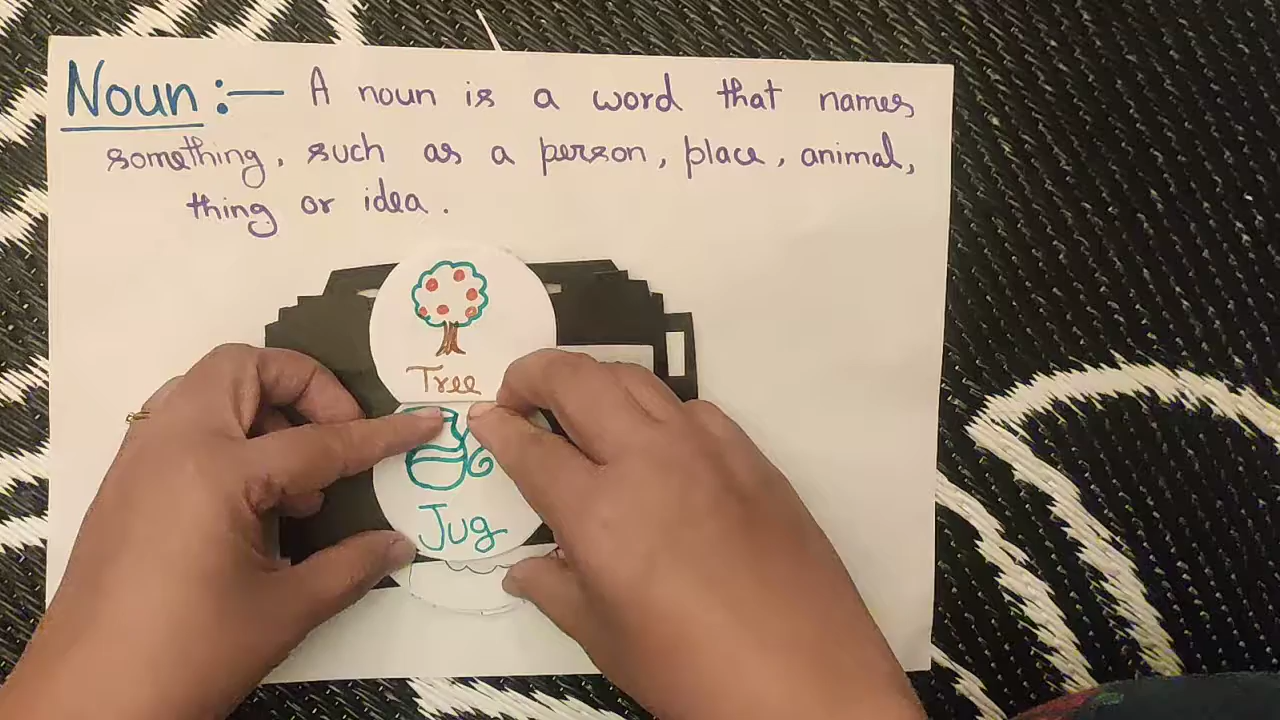 Noun :— A noun is a word that names
something, such as a person, place, animal,
thing or idea.
Tree
Jug